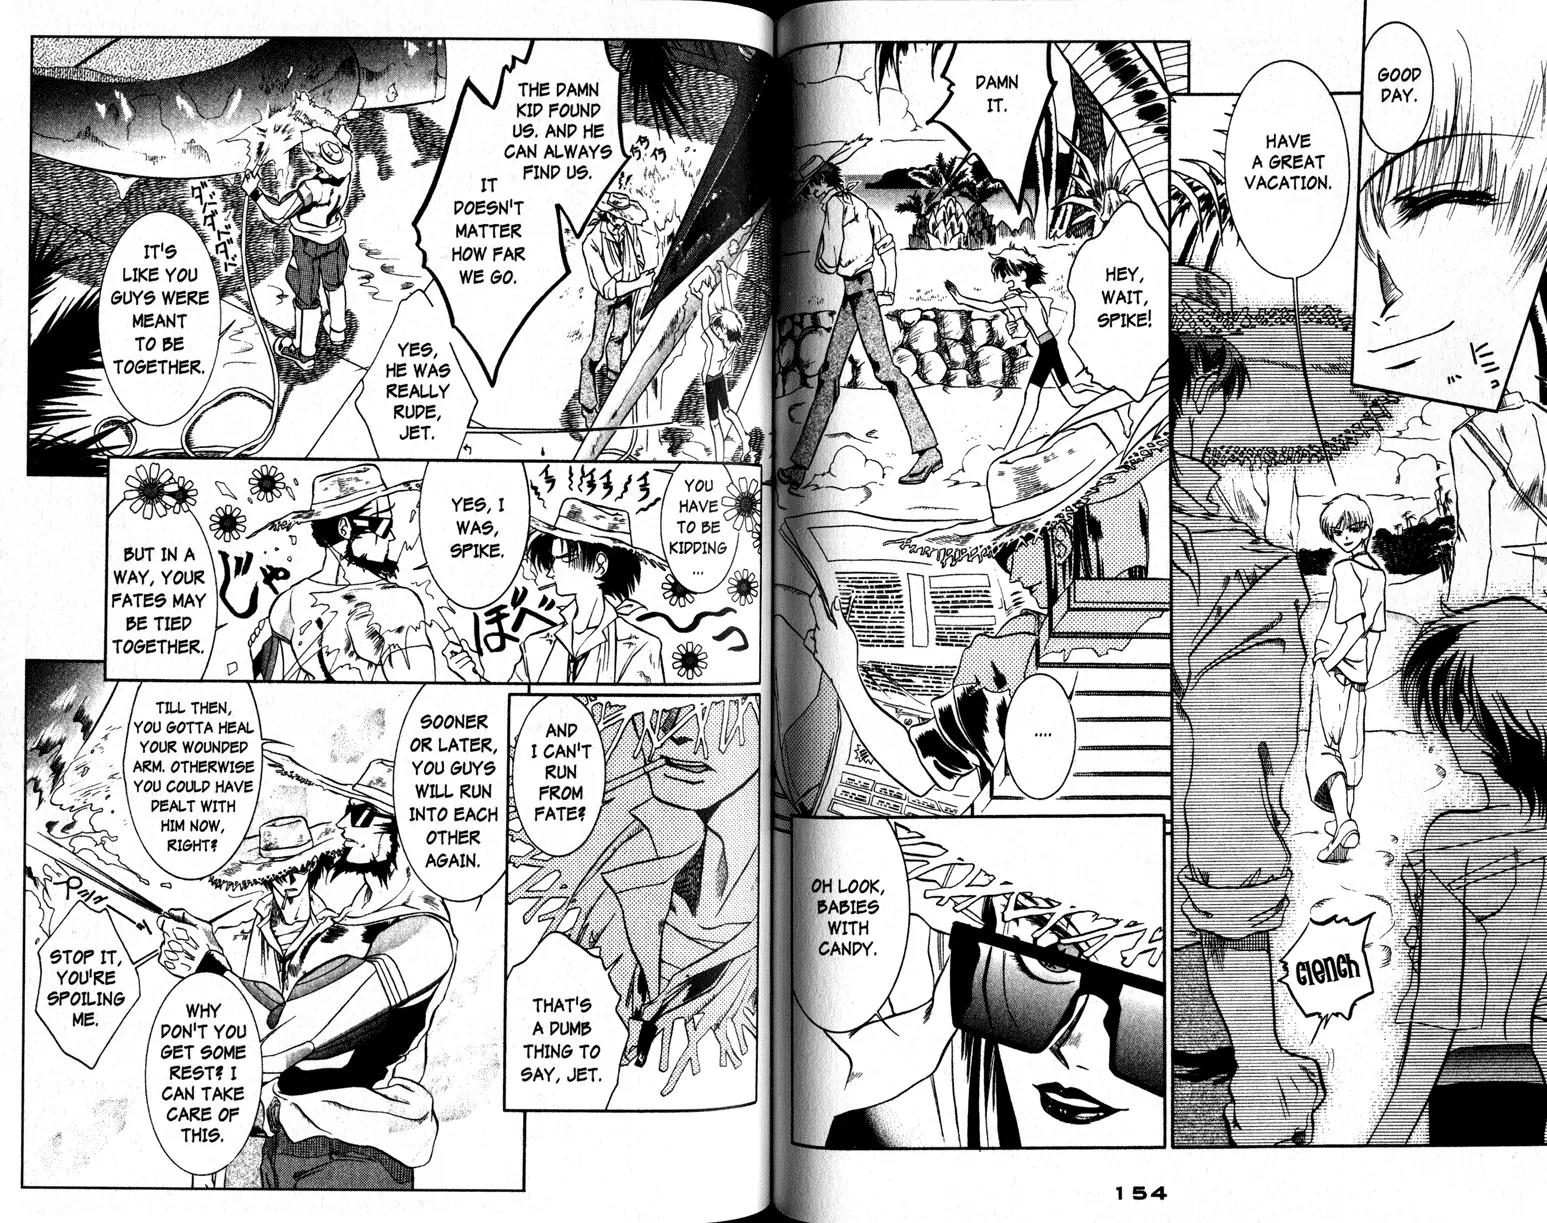 GOOD
DAY.
HAVE
A GREAT
VACATION.
CLENCH
DAMN
IT.
HEY,
WAIT,
SPIKE!
....
OH LOOK,
BABIES
WITH
CANDY.
154
THE DAMN
KID FOUND
US. AND HE
CAN ALWAYS
FIND US.
IT
DOESN'T
MATTER
HOW FAR
WE GO.
YES,
HE WAS
REALLY
RUDE,
JET.
IT'S
LIKE YOU
GUYS WERE
MEANT
TO BE
TOGETHER.
YOU
HAVE
TO BE
KIDDING
...
YES, I
WAS,
SPIKE.
ぼべ
じゃ
BUT IN A
WAY, YOUR
FATES MAY
BE TIED
TOGETHER.
AND
I CAN'T
RUN
FROM
FATE?
THAT'S
A DUMB
THING TO
SAY, JET.
SOONER
OR LATER,
YOU GUYS
WILL RUN
INTO EACH
OTHER
AGAIN.
TILL THEN,
YOU GOTTA HEAL
YOUR WOUNDED
ARM. OTHERWISE
YOU COULD HAVE
DEALT WITH
HIM NOW,
RIGHT?
STOP IT,
YOU'RE
SPOILING
ME.
WHY
DON'T YOU
GET SOME
REST? I
CAN TAKE
CARE OF
THIS.